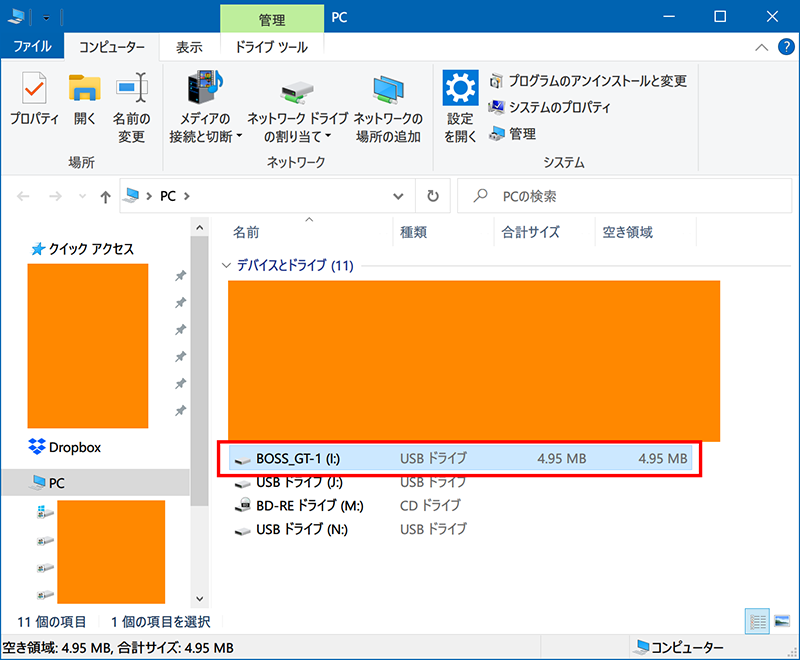 管理
PC
ファイル
コンピューター
表示
ドライブ ツール
プロパティ
開く
名前の
変更
メディアの
接続と切断
ネットワーク ドライブ
の割り当て
ネットワークの
場所の追加
設定
を開く
プログラムのアンインストールと変更
システムのプロパティ
管理
場所
ネットワーク
システム
PC
PCの検索
名前
種類
合計サイズ
空き領域
クイック アクセス
Dropbox
PC
デバイスとドライブ (11)
BOSS_GT-1 (I:) USB ドライブ 4.95 MB 4.95 MB
USB ドライブ (J:) USB ドライブ
BD-RE ドライブ (M:) CD ドライブ
USB ドライブ (N:) USB ドライブ
11 個の項目
1 個の項目を選択
空き領域: 4.95 MB, 合計サイズ: 4.95 MB
コンピューター